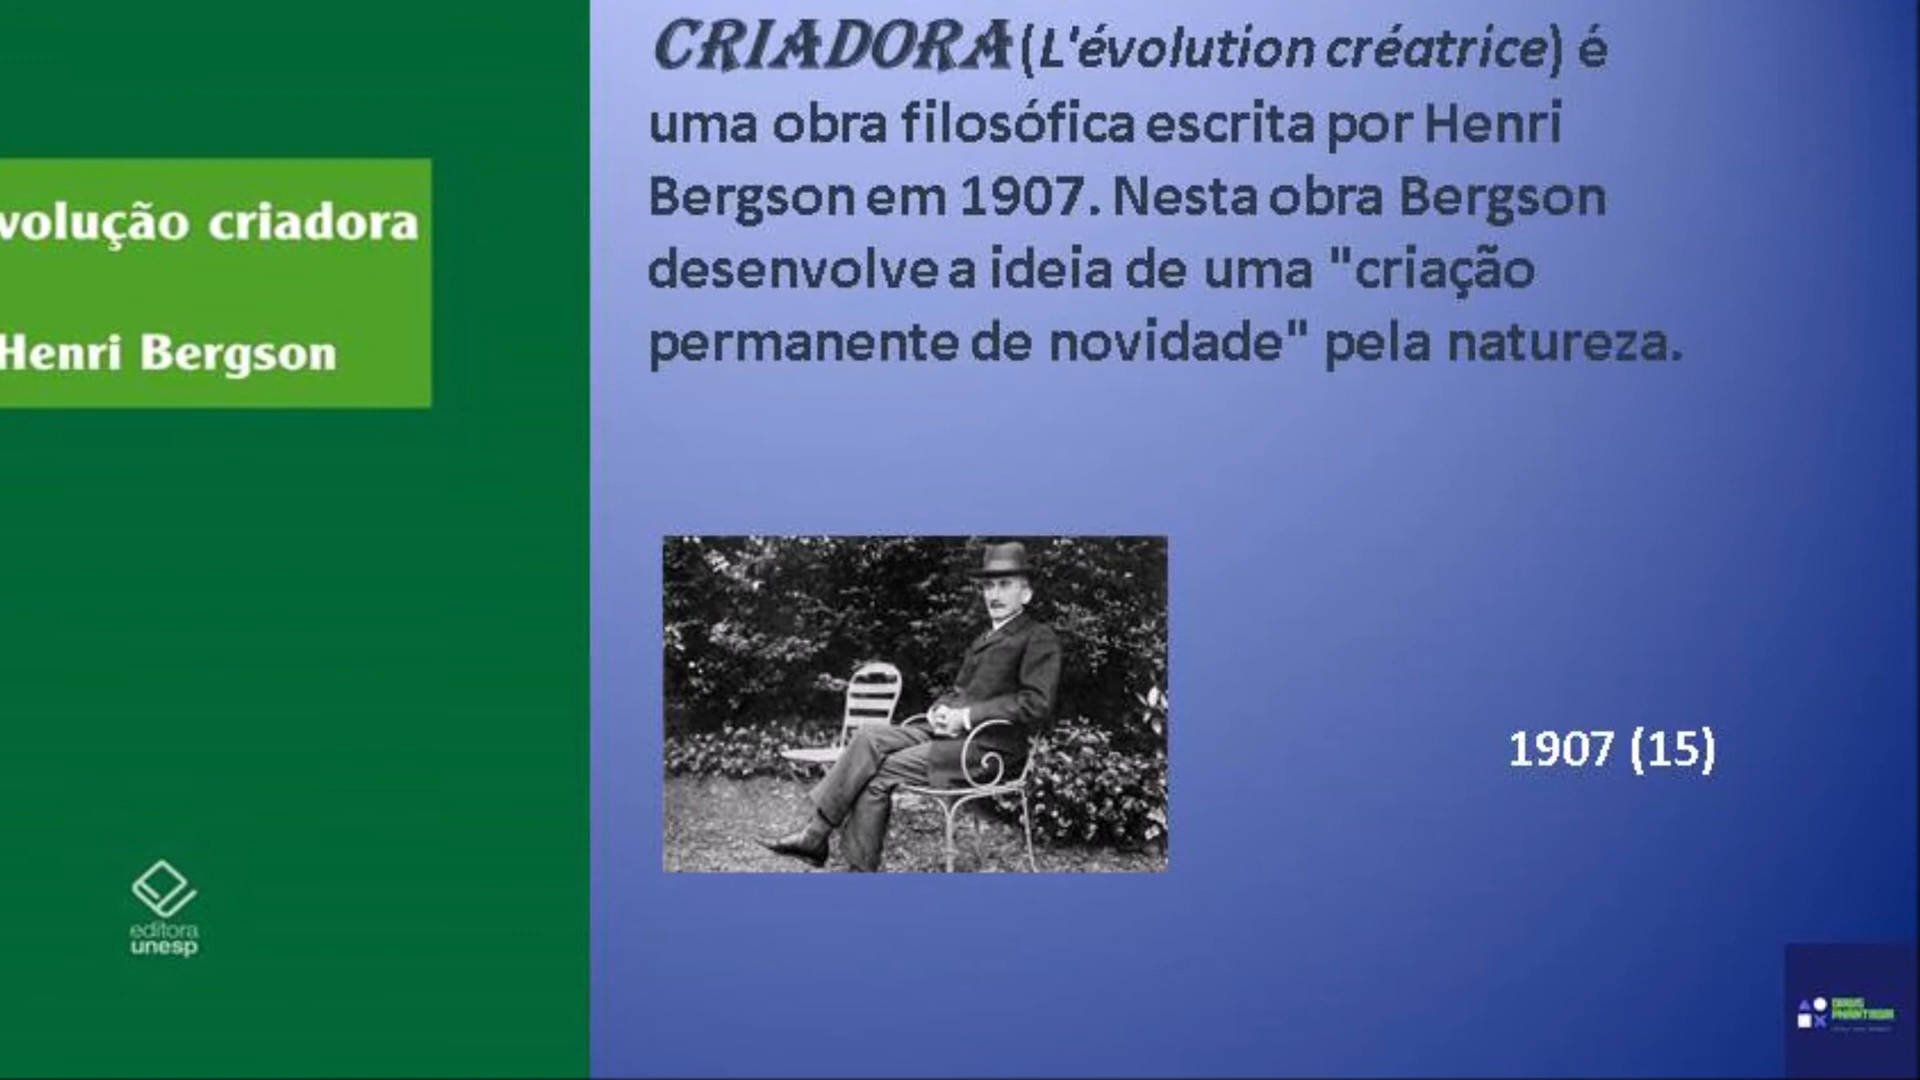 volução criadora
Henri Bergson
editora
unesp
CRIADORA (L'évolution créatrice) é
uma obra filosófica escrita por Henri
Bergson em 1907. Nesta obra Bergson
desenvolve a ideia de uma "criação
permanente de novidade" pela natureza.
1907 (15)